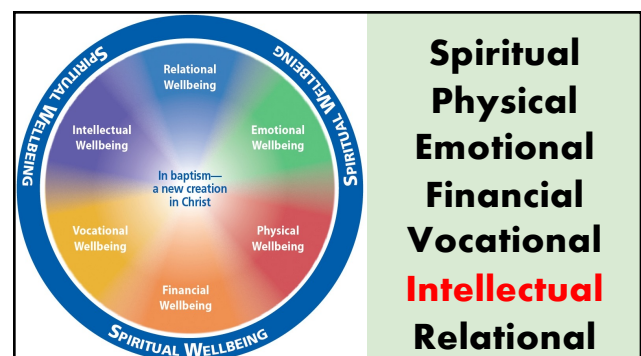 SPIRITUAL WELLBEING
SPIRITUAL WELLBEING
Relational
Wellbeing
Intellectual
Wellbeing
Emotional
Wellbeing
In baptism—
a new creation
in Christ
Vocational
Wellbeing
Physical
Wellbeing
Financial
Wellbeing
SPIRITUAL WELLBEING
Spiritual
Physical
Emotional
Financial
Vocational
Intellectual
Relational